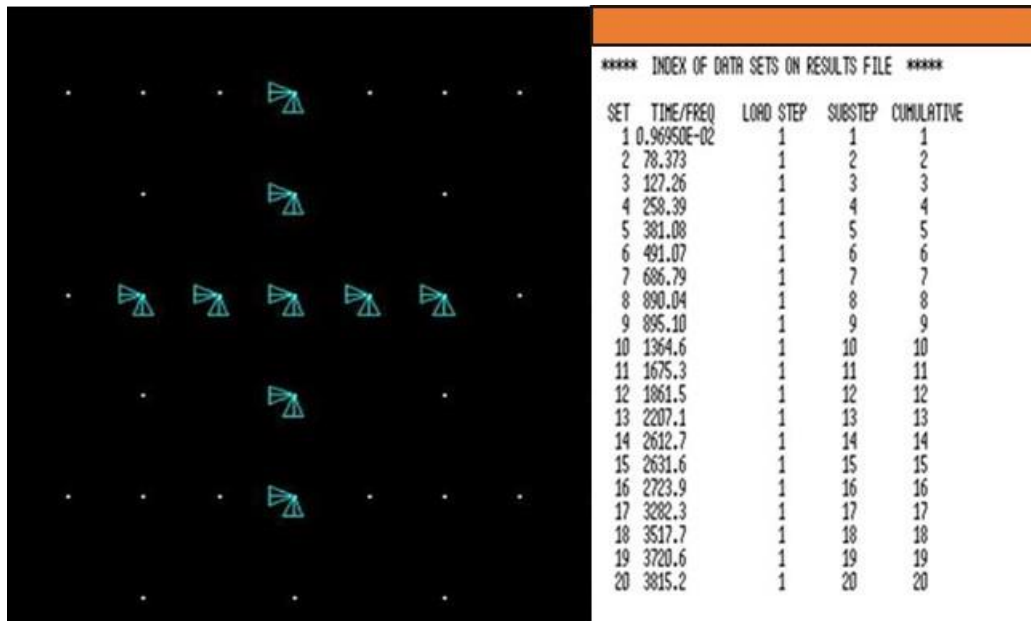 ***** INDEX OF DATA SETS ON RESULTS FILE *****
SET TIME/FREQ LOAD STEP SUBSTEP CUMULATIVE
1 0.96950E-02 1 1 1
2 78.373 1 2 2
3 127.26 1 3 3
4 258.39 1 4 4
5 381.08 1 5 5
6 491.07 1 6 6
7 686.79 1 7 7
8 890.04 1 8 8
9 895.10 1 9 9
10 1364.6 1 10 10
11 1675.3 1 11 11
12 1861.5 1 12 12
13 2207.1 1 13 13
14 2612.7 1 14 14
15 2631.6 1 15 15
16 2723.9 1 16 16
17 3282.3 1 17 17
18 3517.7 1 18 18
19 3720.6 1 19 19
20 3815.2 1 20 20